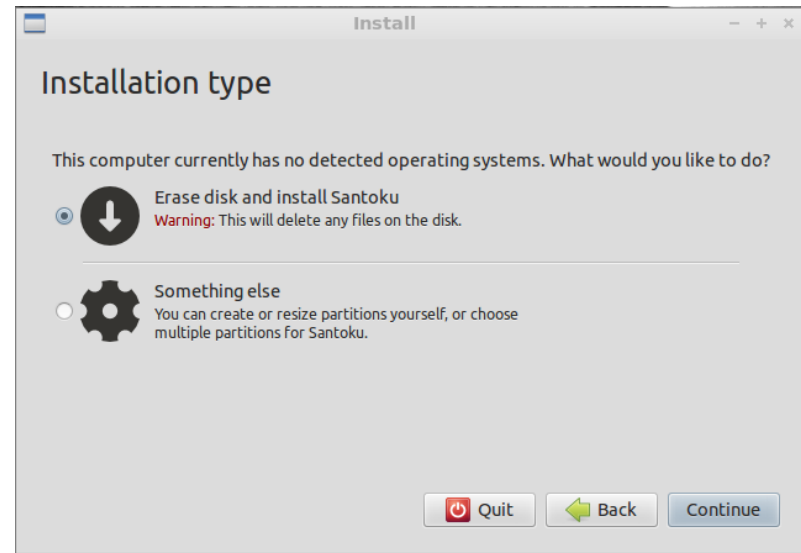 Install
Installation type
This computer currently has no detected operating systems. What would you like to do?
Erase disk and install Santoku
Warning: This will delete any files on the disk.
Something else
You can create or resize partitions yourself, or choose
multiple partitions for Santoku.
Quit
Back
Continue